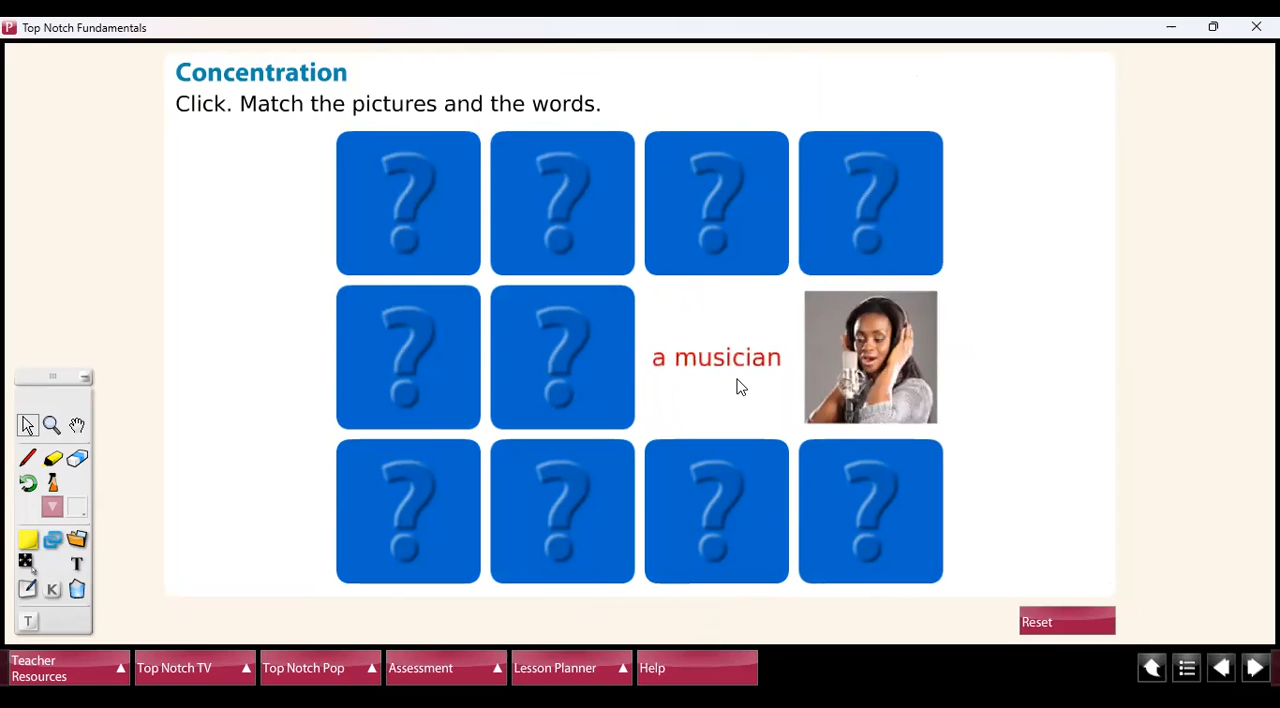 Top Notch Fundamentals
Concentration
Click. Match the pictures and the words.
? ? ? ?
? ? a musician
? ? ? ?
T
K
T
Reset
Teacher Resources
Top Notch TV
Top Notch Pop
Assessment
Lesson Planner
Help